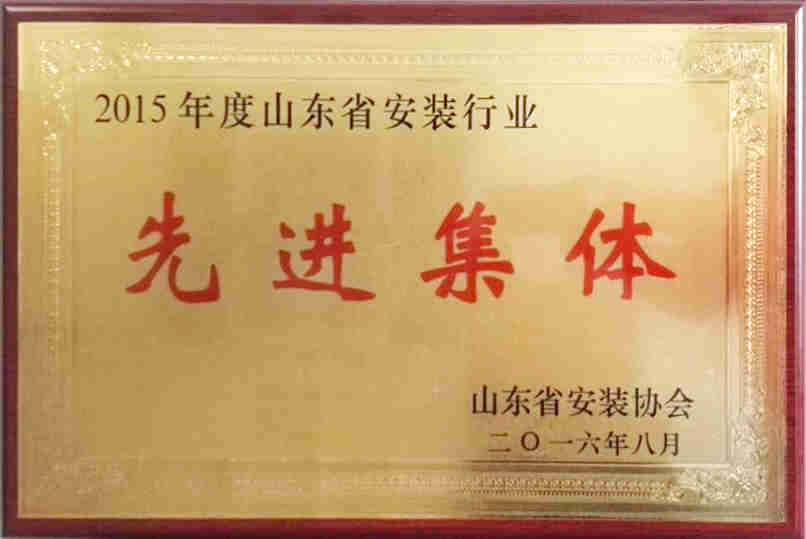 2015年度山东省安装行业
先进集体
山东省安装协会
二〇一六年八月